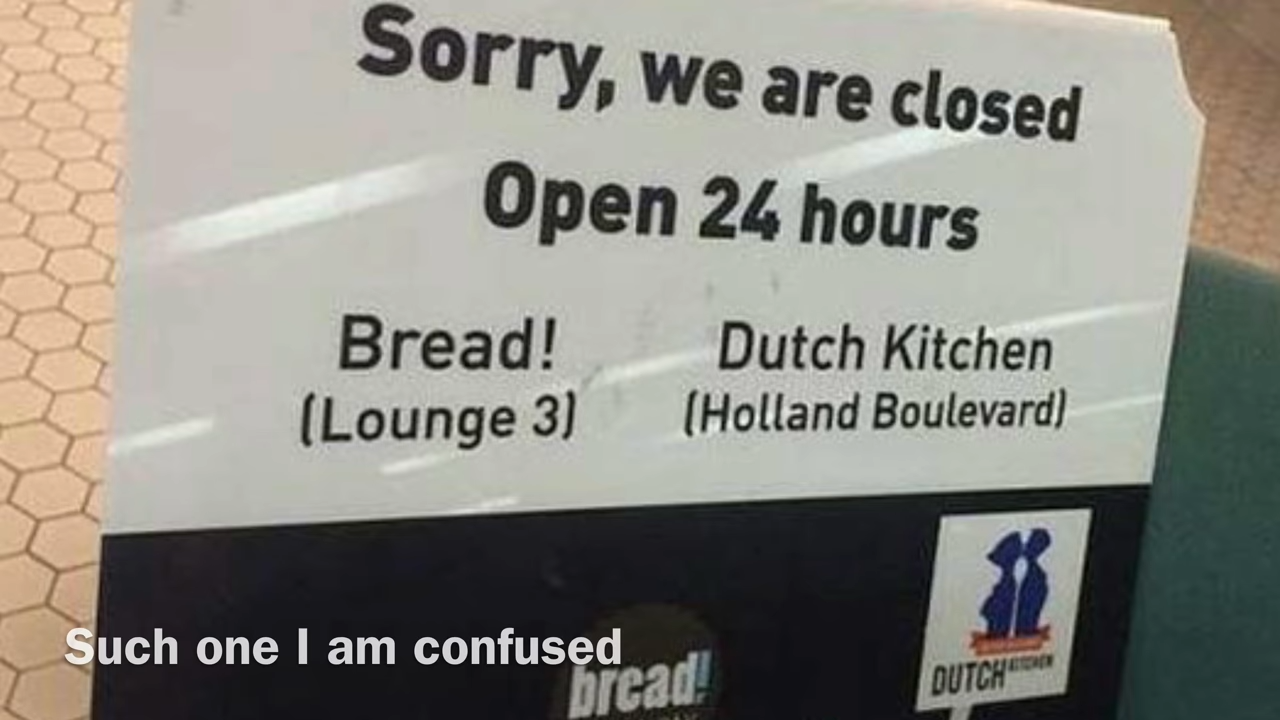 Sorry, we are closed
Open 24 hours
Bread!
(Lounge 3)
Dutch Kitchen
(Holland Boulevard)
Such one I am confused
bread!
DUTCH KITCHEN